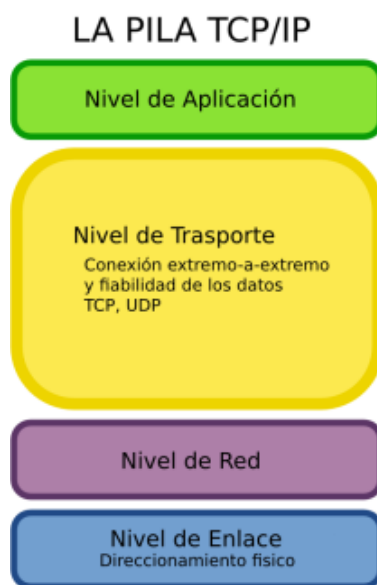 LA PILA TCP/IP
Nivel de Aplicación
Nivel de Trasporte
Conexión extremo-a-extremo
y fiabilidad de los datos
TCP, UDP
Nivel de Red
Nivel de Enlace
Direccionamiento fisico